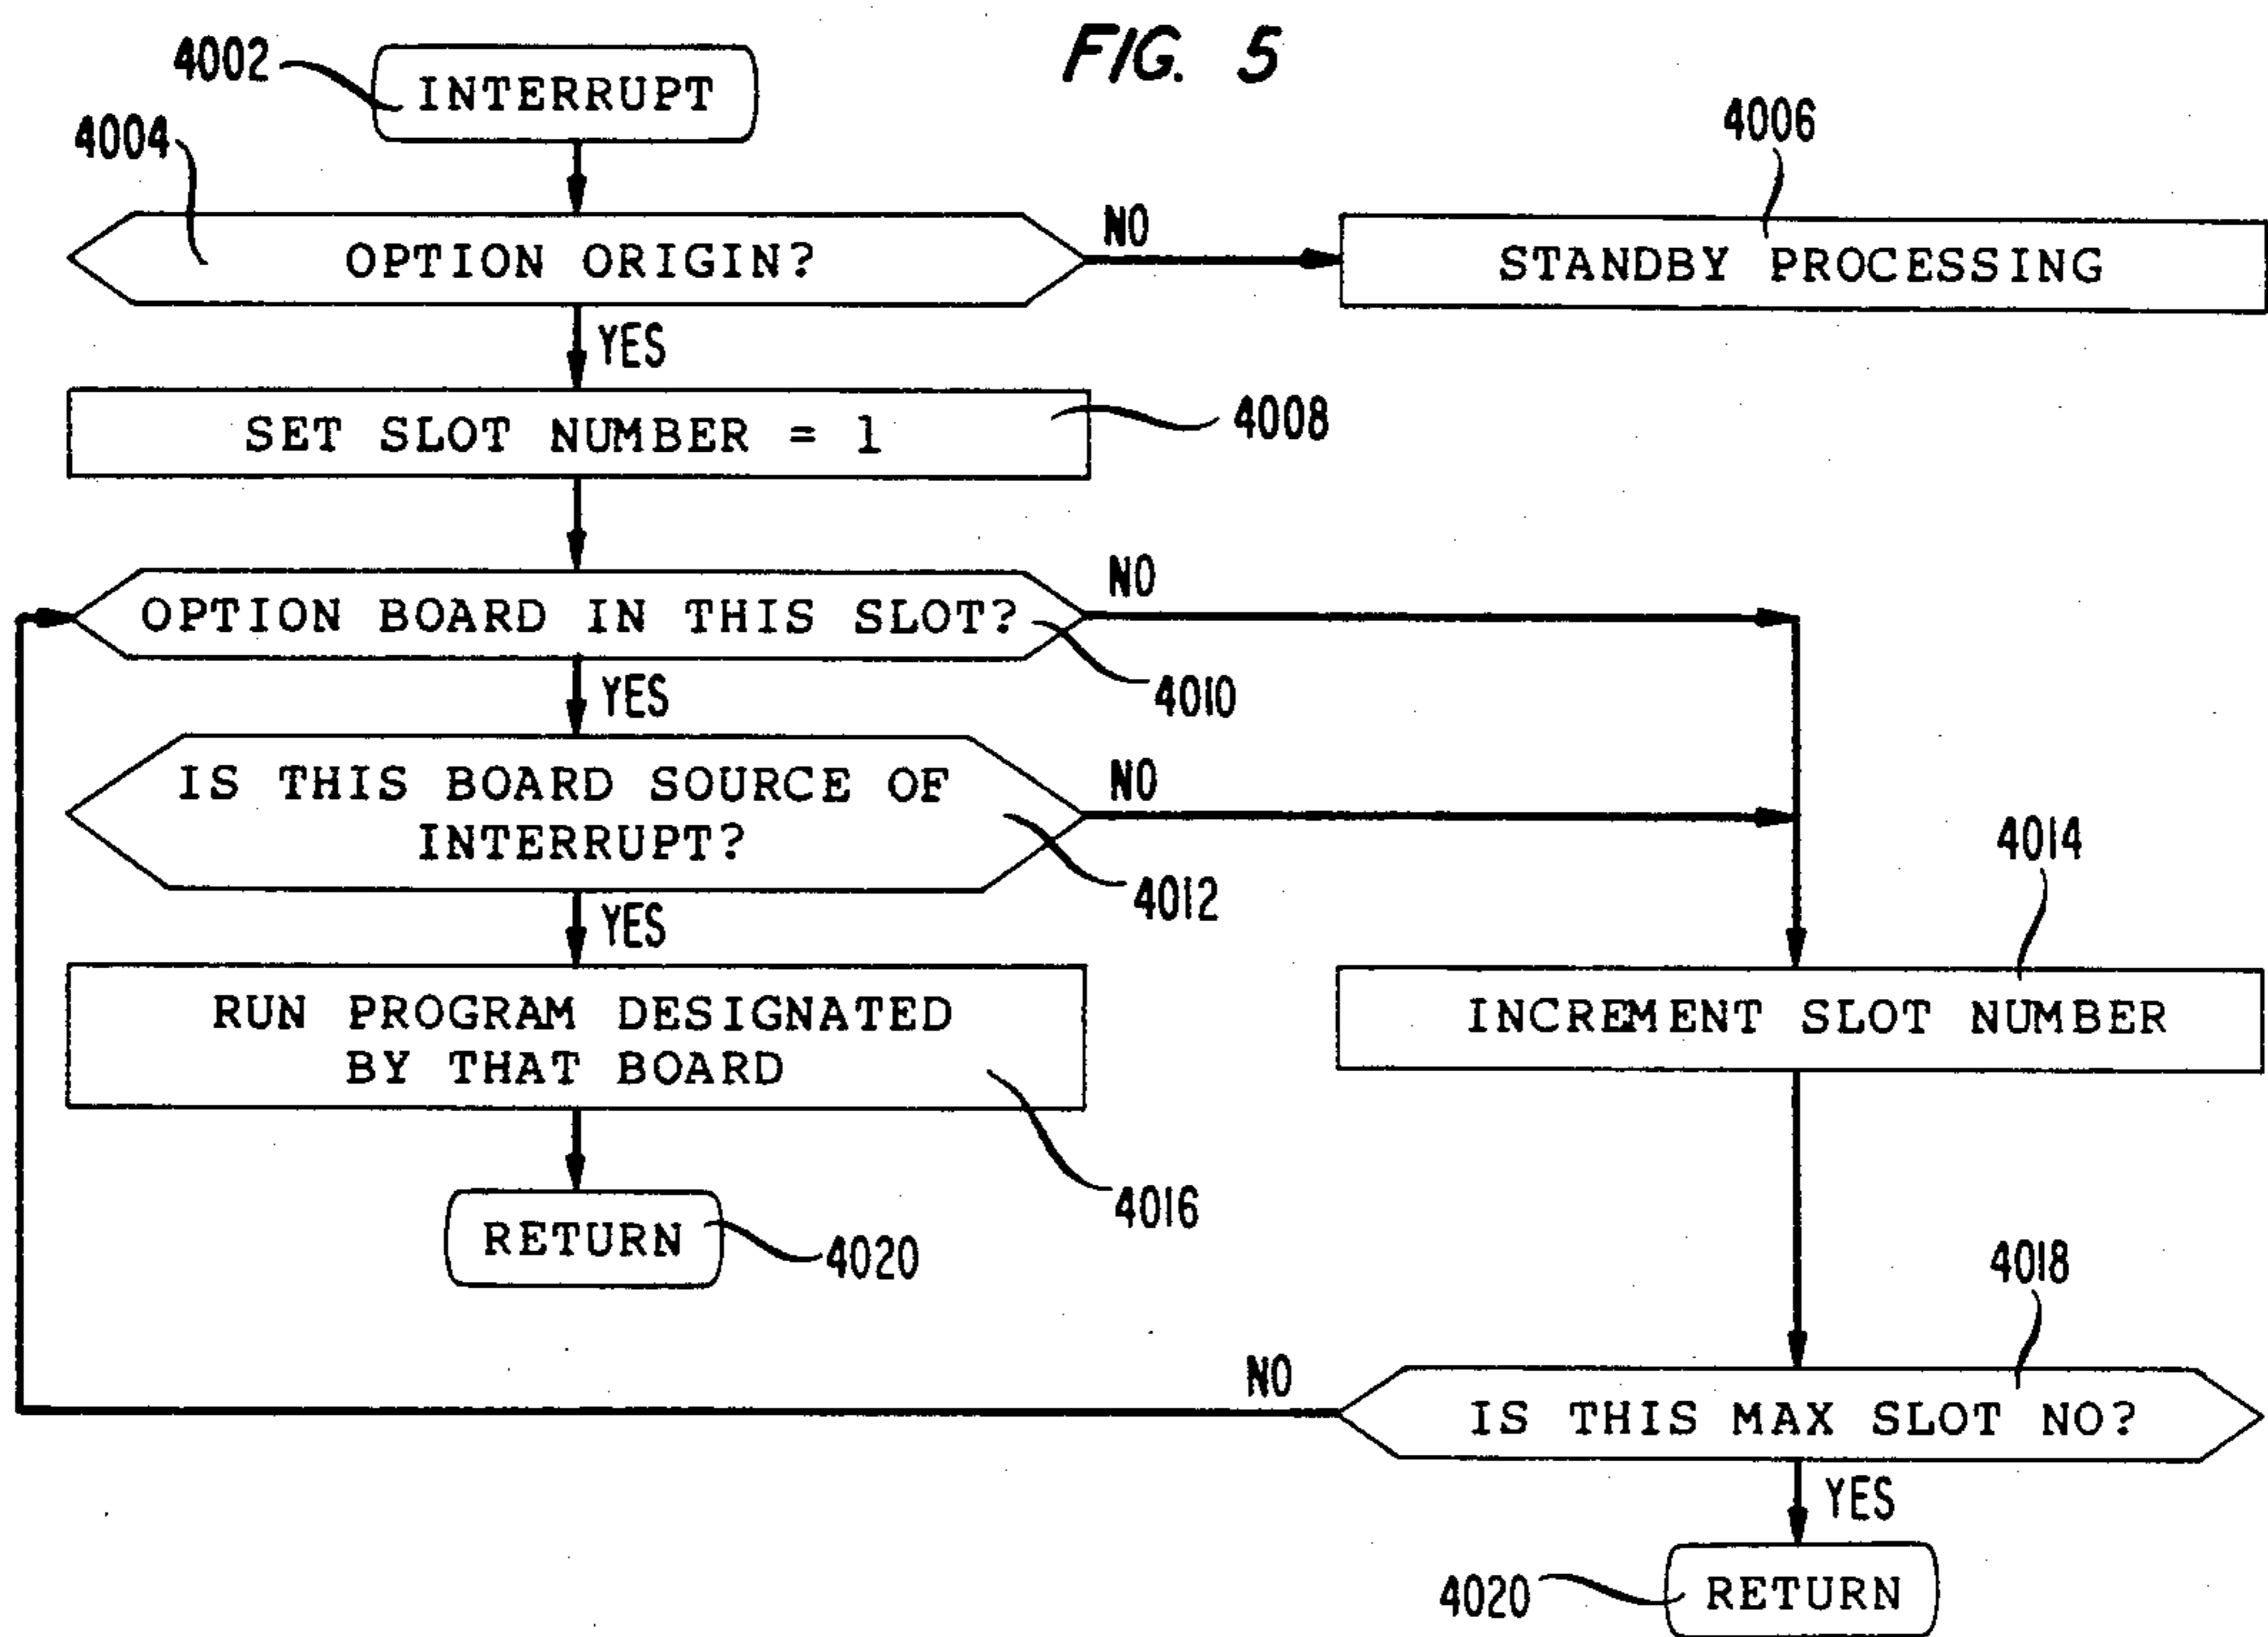 FIG. 5
4002
INTERRUPT
4004
4006
OPTION ORIGIN?
NO
STANDBY PROCESSING
YES
SET SLOT NUMBER = 1
4008
OPTION BOARD IN THIS SLOT?
NO
4010
YES
IS THIS BOARD SOURCE OF
INTERRUPT?
NO
4012
4014
YES
RUN PROGRAM DESIGNATED
BY THAT BOARD
INCREMENT SLOT NUMBER
4016
RETURN
4020
4018
NO
IS THIS MAX SLOT NO?
YES
4020
RETURN